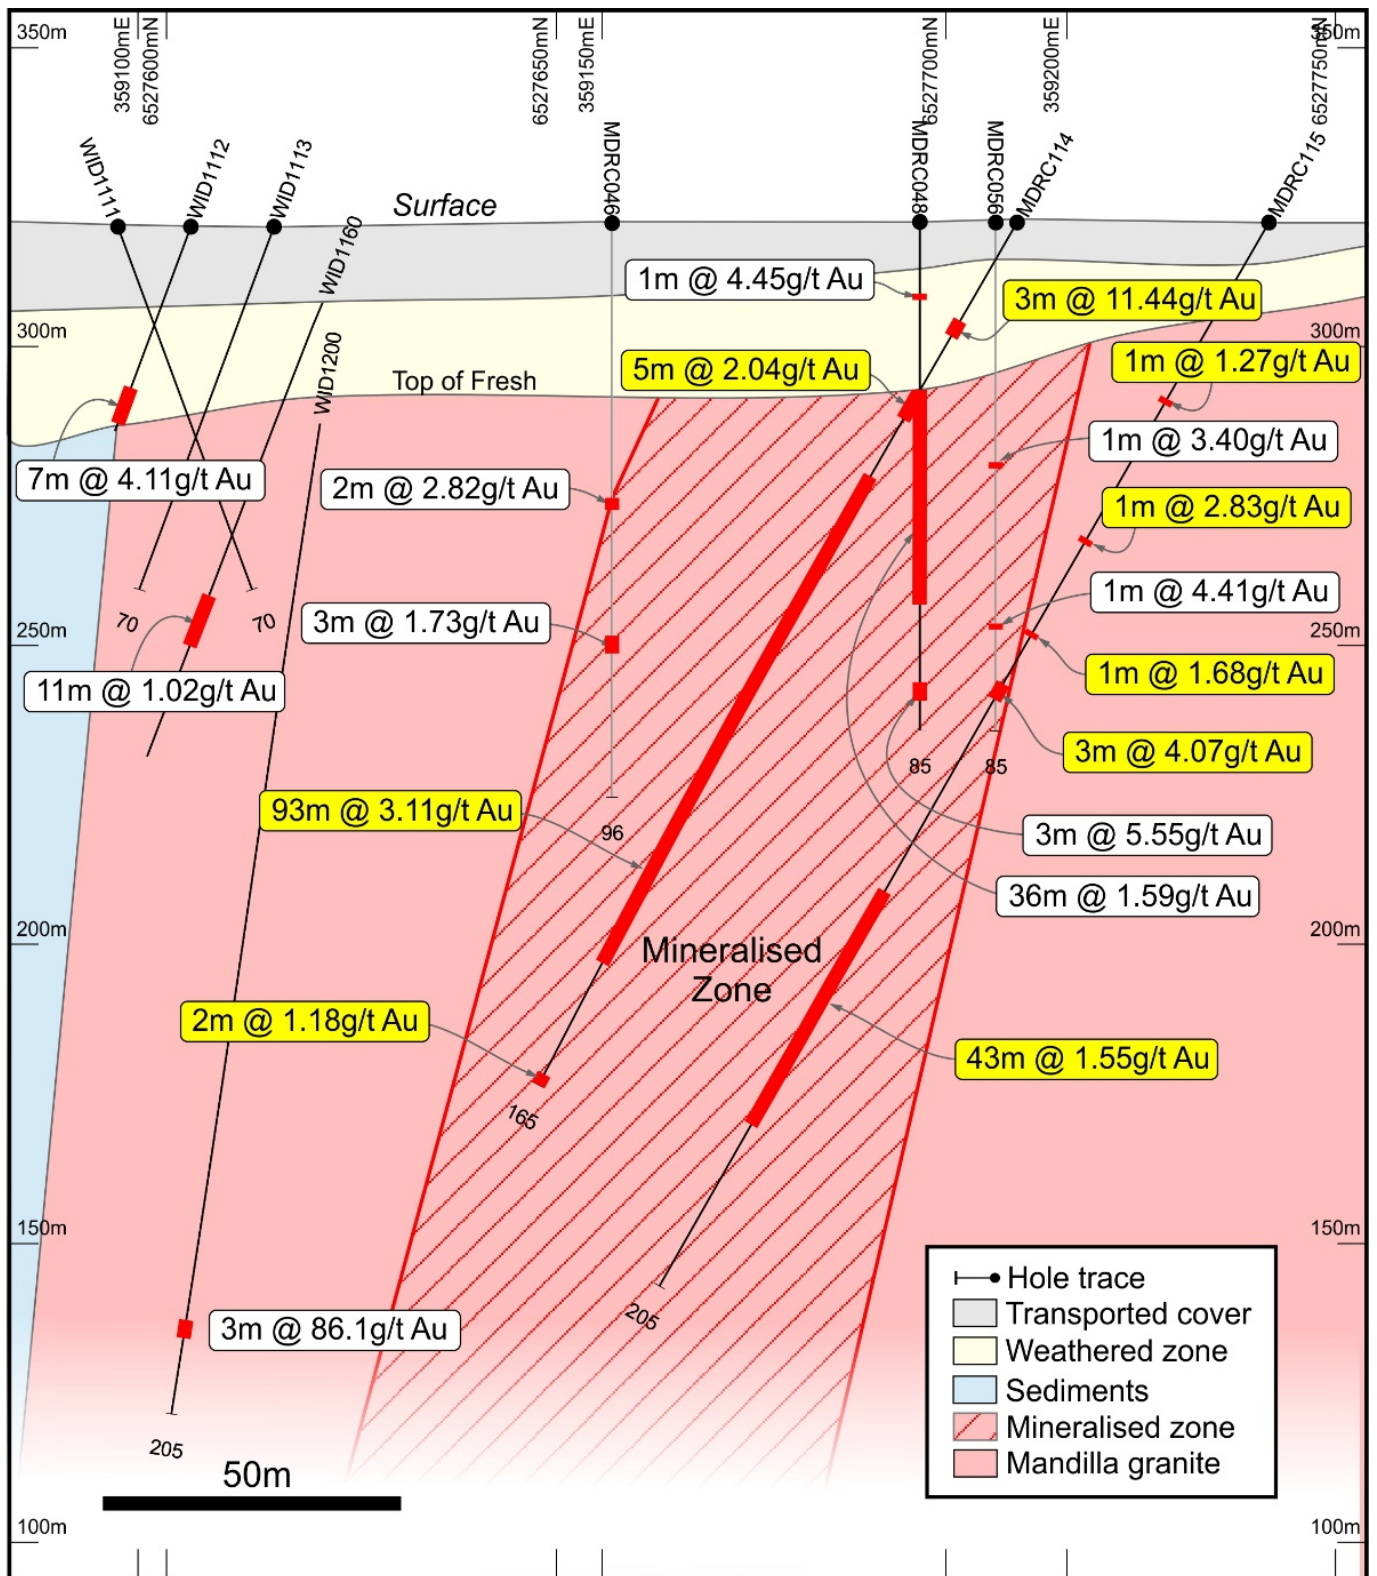 359100mE
6527600mN
6527650mN
359150mE
6527700mN
359200mE
6527750mN
350m
350m
WID1111
WID1112
WID1113
WID1160
WID1200
MDRC046
MDRC048
MDRC056
MDRC114
MDRC115
Surface
1m @ 4.45g/t Au
3m @ 11.44g/t Au
300m
300m
5m @ 2.04g/t Au
1m @ 1.27g/t Au
Top of Fresh
1m @ 3.40g/t Au
7m @ 4.11g/t Au
2m @ 2.82g/t Au
1m @ 2.83g/t Au
1m @ 4.41g/t Au
70
70
3m @ 1.73g/t Au
250m
250m
1m @ 1.68g/t Au
11m @ 1.02g/t Au
3m @ 4.07g/t Au
85
85
93m @ 3.11g/t Au
96
3m @ 5.55g/t Au
36m @ 1.59g/t Au
200m
200m
Mineralised
Zone
2m @ 1.18g/t Au
43m @ 1.55g/t Au
165
150m
150m
205
3m @ 86.1g/t Au
205
50m
Hole trace
Transported cover
Weathered zone
Sediments
Mineralised zone
Mandilla granite
100m
100m